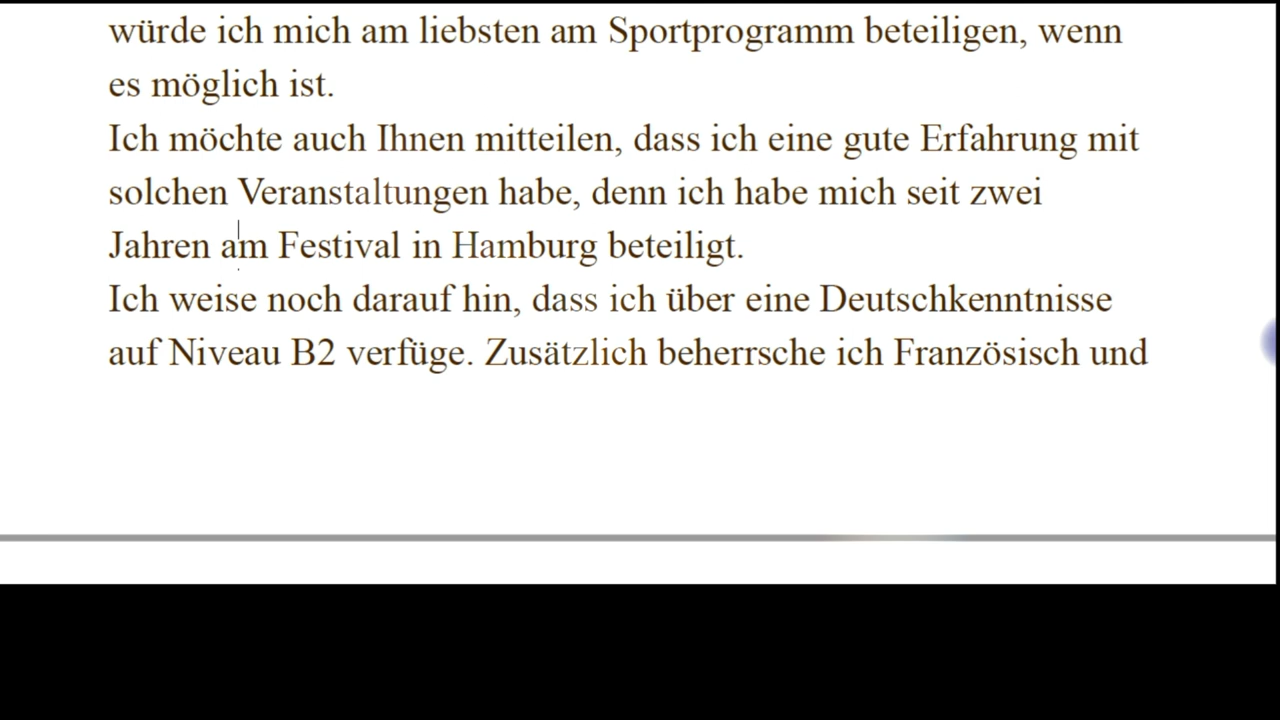 würde ich mich am liebsten am Sportprogramm beteiligen, wenn
es möglich ist.
Ich möchte auch Ihnen mitteilen, dass ich eine gute Erfahrung mit
solchen Veranstaltungen habe, denn ich habe mich seit zwei
Jahren am Festival in Hamburg beteiligt.
Ich weise noch darauf hin, dass ich über eine Deutschkenntnisse
auf Niveau B2 verfüge. Zusätzlich beherrsche ich Französisch und